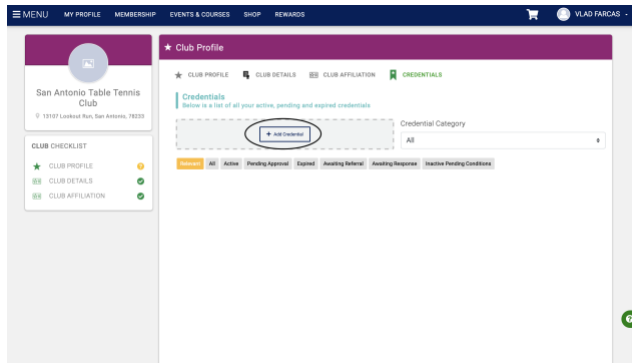 MENU MY PROFILE MEMBERSHIP EVENTS & COURSES SHOP REWARDS VLAD FARCAS
San Antonio Table Tennis
Club
13107 Lookout Run, San Antonio, 78233
CLUB CHECKLIST
CLUB PROFILE
CLUB DETAILS
CLUB AFFILIATION
Club Profile
CLUB PROFILE CLUB DETAILS CLUB AFFILIATION CREDENTIALS
Credentials
Below is a list of all your active, pending and expired credentials
+ Add Credential
Credential Category
All
Relevant All Active Pending Approval Expired Awaiting Referral Awaiting Response Inactive Pending Conditions